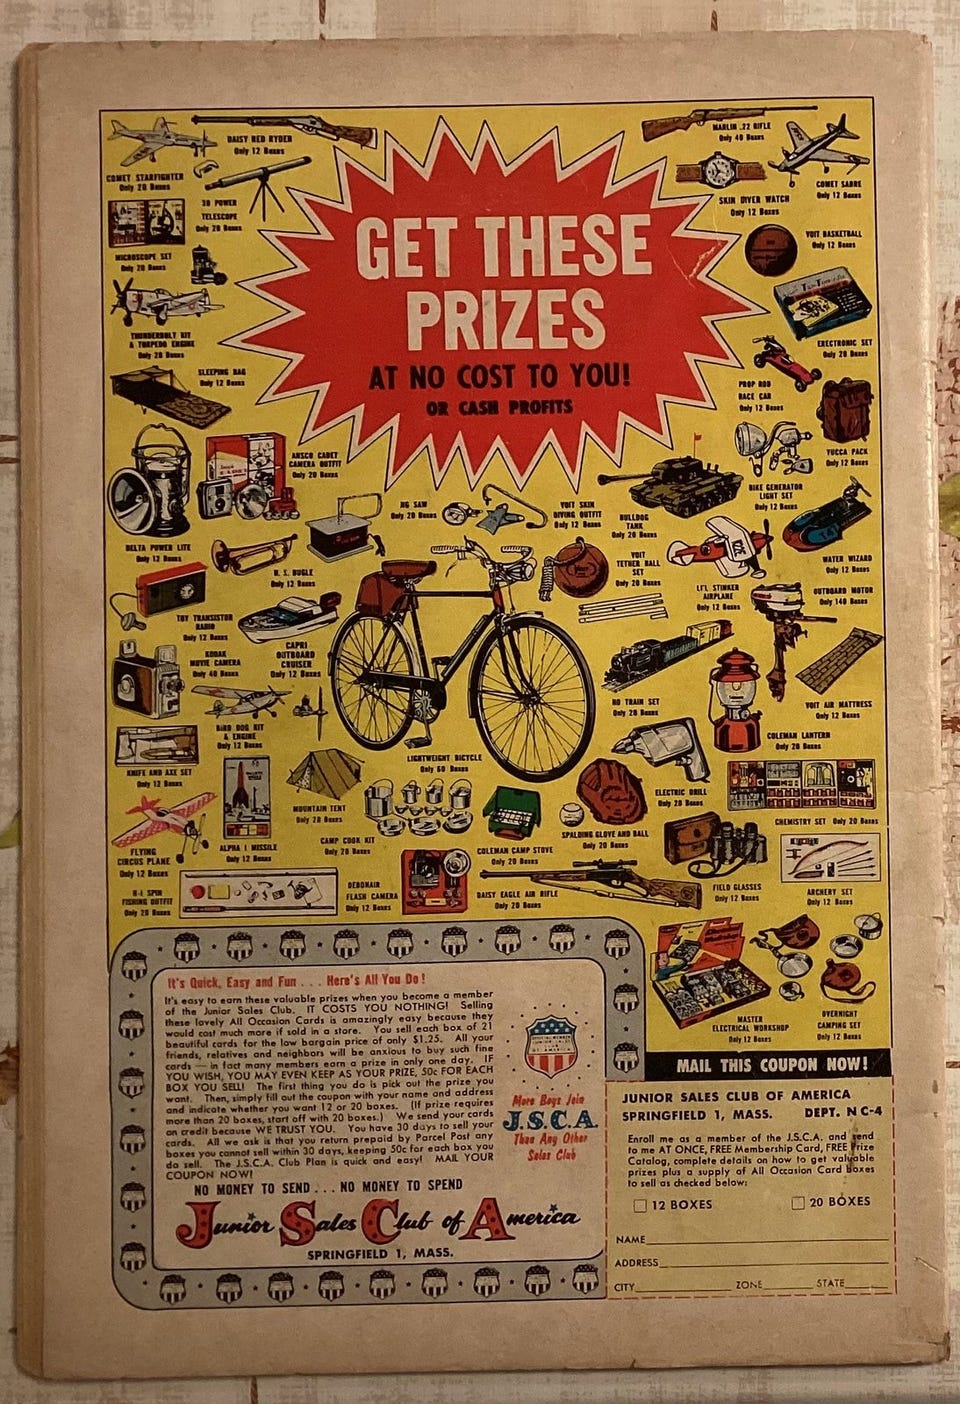 DAISY RED RYDER
Only 12 Boxes
COMET STARFIGHTER
Only 20 Boxes
30 POWER
TELESCOPE
Only 20 Boxes
MICROSCOPE SET
Only 20 Boxes
THUNDERBOLT KIT
& TORPEDO ENGINE
Only 20 Boxes
SLEEPING BAG
Only 12 Boxes
MARLIN .22 RIFLE
Only 40 Boxes
COMET SABRE
Only 12 Boxes
SKIN DIVER WATCH
Only 12 Boxes
VOIT BASKETBALL
Only 12 Boxes
ERECTRONIC SET
Only 20 Boxes
PROP ROD
RACE CAR
Only 12 Boxes
YUCCA PACK
Only 12 Boxes
GET THESE
PRIZES
AT NO COST TO YOU!
OR CASH PROFITS
ANSCO CADET
CAMERA OUTFIT
Only 20 Boxes
DELTA POWER LITE
Only 12 Boxes
U. S. BUGLE
Only 12 Boxes
JIG SAW
Only 20 Boxes
VOIT SKIN
DIVING OUTFIT
Only 12 Boxes
BULLDOG
TANK
Only 20 Boxes
BIKE GENERATOR
LIGHT SET
Only 12 Boxes
WATER WIZARD
Only 12 Boxes
VOIT
TETHER BALL
SET
Only 20 Boxes
LI'L STINKER
AIRPLANE
Only 12 Boxes
OUTBOARD MOTOR
Only 140 Boxes
TOY TRANSISTOR
RADIO
Only 12 Boxes
CAPRI
OUTBOARD
CRUISER
Only 12 Boxes
KODAK
MOVIE CAMERA
Only 40 Boxes
BIRD DOG KIT
& ENGINE
Only 12 Boxes
HO TRAIN SET
Only 28 Boxes
VOIT AIR MATTRESS
Only 12 Boxes
COLEMAN LANTERN
Only 20 Boxes
KNIFE AND AXE SET
Only 12 Boxes
LIGHTWEIGHT BICYCLE
Only 60 Boxes
ELECTRIC DRILL
Only 20 Boxes
MOUNTAIN TENT
Only 20 Boxes
CHEMISTRY SET Only 20 Boxes
FLYING
CIRCUS PLANE
Only 12 Boxes
ALPHA I MISSILE
Only 12 Boxes
CAMP COOK KIT
Only 20 Boxes
COLEMAN CAMP STOVE
Only 20 Boxes
SPALDING GLOVE AND BALL
Only 20 Boxes
SPIN
FISHING OUTFIT
Only 20 Boxes
DEBONAIR
FLASH CAMERA
Only 12 Boxes
DAISY EAGLE AIR RIFLE
Only 20 Boxes
FIELD GLASSES
Only 12 Boxes
ARCHERY SET
Only 12 Boxes
MASTER
ELECTRICAL WORKSHOP
Only 12 Boxes
OVERNIGHT
CAMPING SET
Only 12 Boxes
It's Quick, Easy and Fun . . . Here's All You Do!
It's easy to earn these valuable prizes when you become a member
of the Junior Sales Club. IT COSTS YOU NOTHING! Selling
these lovely All Occasion Cards is amazingly easy because they
would cost much more if sold in a store. You sell each box of 21
beautiful cards for the low bargain price of only $1.25. All your
friends, relatives and neighbors will be anxious to buy such fine
cards — in fact many members earn a prize in only one day. IF
YOU WISH, YOU MAY EVEN KEEP AS YOUR PRIZE, 50c FOR EACH
BOX YOU SELL! The first thing you do is pick out the prize you
want. Then, simply fill out the coupon with your name and address
and indicate whether you want 12 or 20 boxes. (If prize requires
more than 20 boxes, start off with 20 boxes.) We send your cards
on credit because WE TRUST YOU. You have 30 days to sell your
cards. All we ask is that you return prepaid by Parcel Post any
boxes you cannot sell within 30 days, keeping 50c for each box you
do sell. The J.S.C.A. Club Plan is quick and easy! MAIL YOUR
COUPON NOW!
More Boys Join
J.S.C.A.
Than Any Other
Sales Club
NO MONEY TO SEND . . . NO MONEY TO SPEND
Junior Sales Club of America
SPRINGFIELD 1, MASS.
MAIL THIS COUPON NOW!
JUNIOR SALES CLUB OF AMERICA
SPRINGFIELD 1, MASS. DEPT. N C-4
Enroll me as a member of the J.S.C.A. and send
to me AT ONCE, FREE Membership Card, FREE Prize
Catalog, complete details on how to get valuable
prizes plus a supply of All Occasion Card boxes
to sell as checked below:
12 BOXES 20 BOXES
NAME
ADDRESS
CITY ZONE STATE